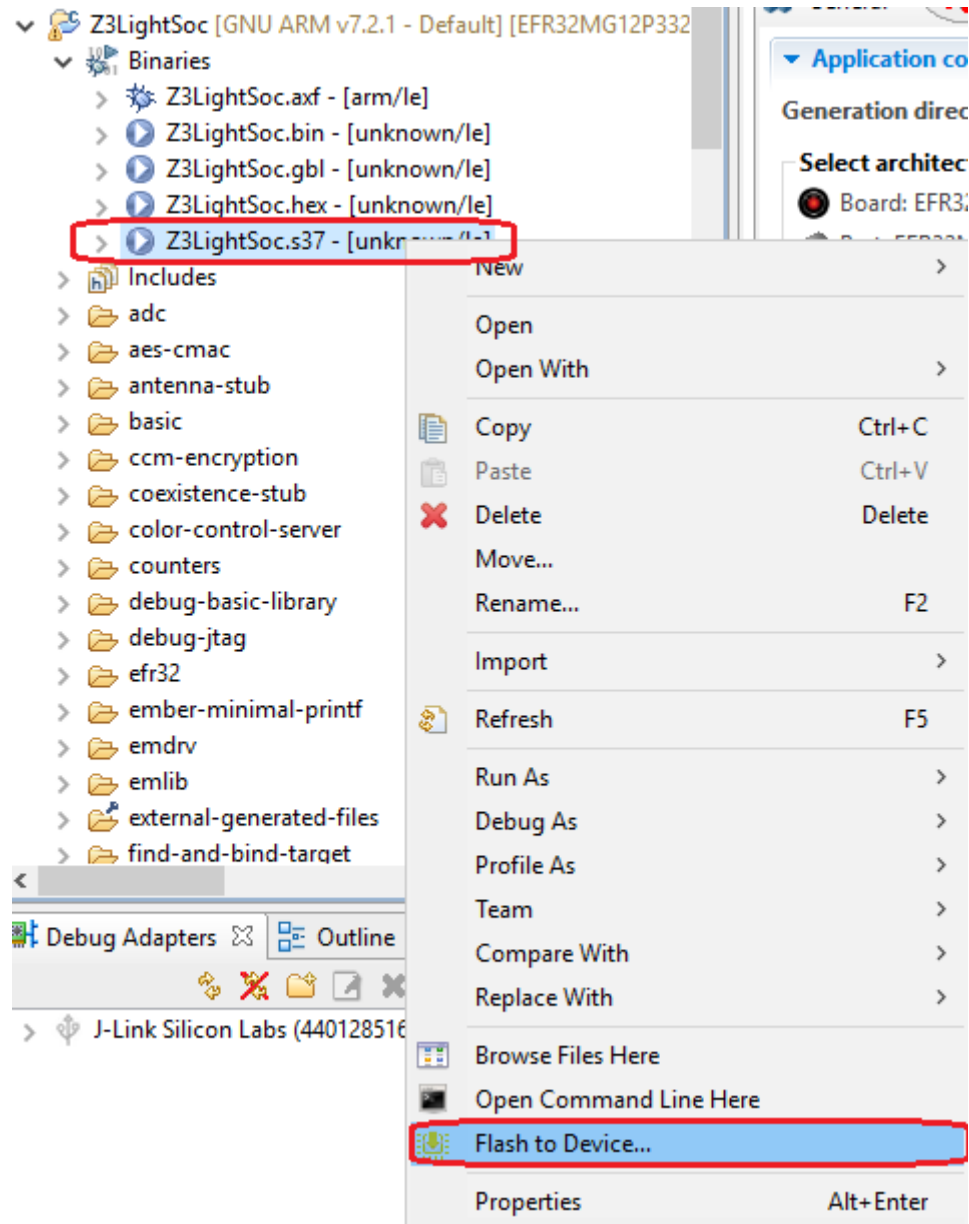 Z3LightSoc [GNU ARM v7.2.1 - Default] [EFR32MG12P332
Binaries
Z3LightSoc.axf - [arm/le]
Z3LightSoc.bin - [unknown/le]
Z3LightSoc.gbl - [unknown/le]
Z3LightSoc.hex - [unknown/le]
Z3LightSoc.s37 - [unknown/le]
Includes
adc
aes-cmac
antenna-stub
basic
ccm-encryption
coexistence-stub
color-control-server
counters
debug-basic-library
debug-jtag
efr32
ember-minimal-printf
emdrv
emlib
external-generated-files
find-and-bind-target
Application co
Generation direc
Select architec
Board: EFR32
New
Open
Open With
Copy Ctrl+C
Paste Ctrl+V
Delete Delete
Move...
Rename... F2
Import
Refresh F5
Run As
Debug As
Profile As
Team
Compare With
Replace With
Browse Files Here
Open Command Line Here
Flash to Device...
Properties Alt+Enter
Debug Adapters Outline
J-Link Silicon Labs (440128516